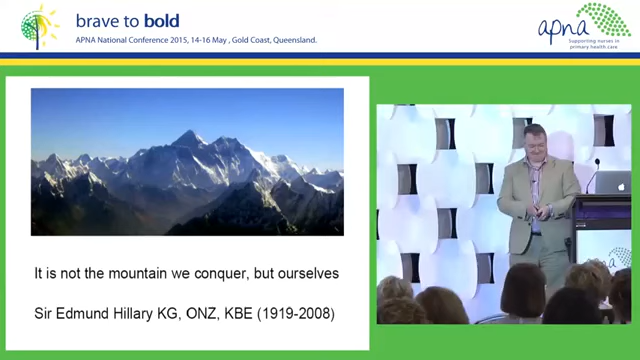 brave to bold
APNA National Conference 2015, 14-16 May , Gold Coast, Queensland.
apna
Supporting nurses in
primary health care
It is not the mountain we conquer, but ourselves
Sir Edmund Hillary KG, ONZ, KBE (1919-2008)
apna